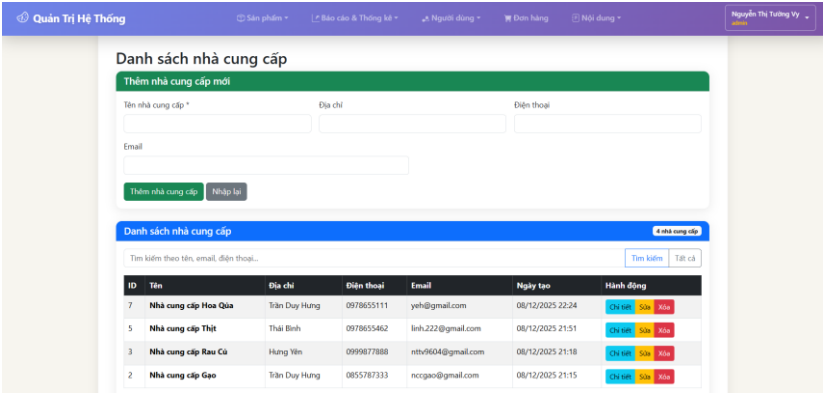 Quản Trị Hệ Thống
Sản phẩm
Báo cáo & Thống kê
Người dùng
Đơn hàng
Nội dung
Nguyễn Thị Tường Vy
admin
Danh sách nhà cung cấp
Thêm nhà cung cấp mới
Tên nhà cung cấp * Địa chỉ Điện thoại
Email
Thêm nhà cung cấp Nhập lại
Danh sách nhà cung cấp 4 nhà cung cấp
Tìm kiếm theo tên, email, điện thoại... Tìm kiếm Tất cả
ID Tên Địa chỉ Điện thoại Email Ngày tạo Hành động
7 Nhà cung cấp Hoa Qủa Trần Duy Hưng 0978655111 yeh@gmail.com 08/12/2025 22:24 Chi tiết Sửa Xóa
5 Nhà cung cấp Thịt Thái Bình 0978655462 linh.222@gmail.com 08/12/2025 21:51 Chi tiết Sửa Xóa
3 Nhà cung cấp Rau Củ Hưng Yên 0999877888 nttv9604@gmail.com 08/12/2025 21:18 Chi tiết Sửa Xóa
2 Nhà cung cấp Gạo Trần Duy Hưng 0855787333 nccgao@gmail.com 08/12/2025 21:15 Chi tiết Sửa Xóa